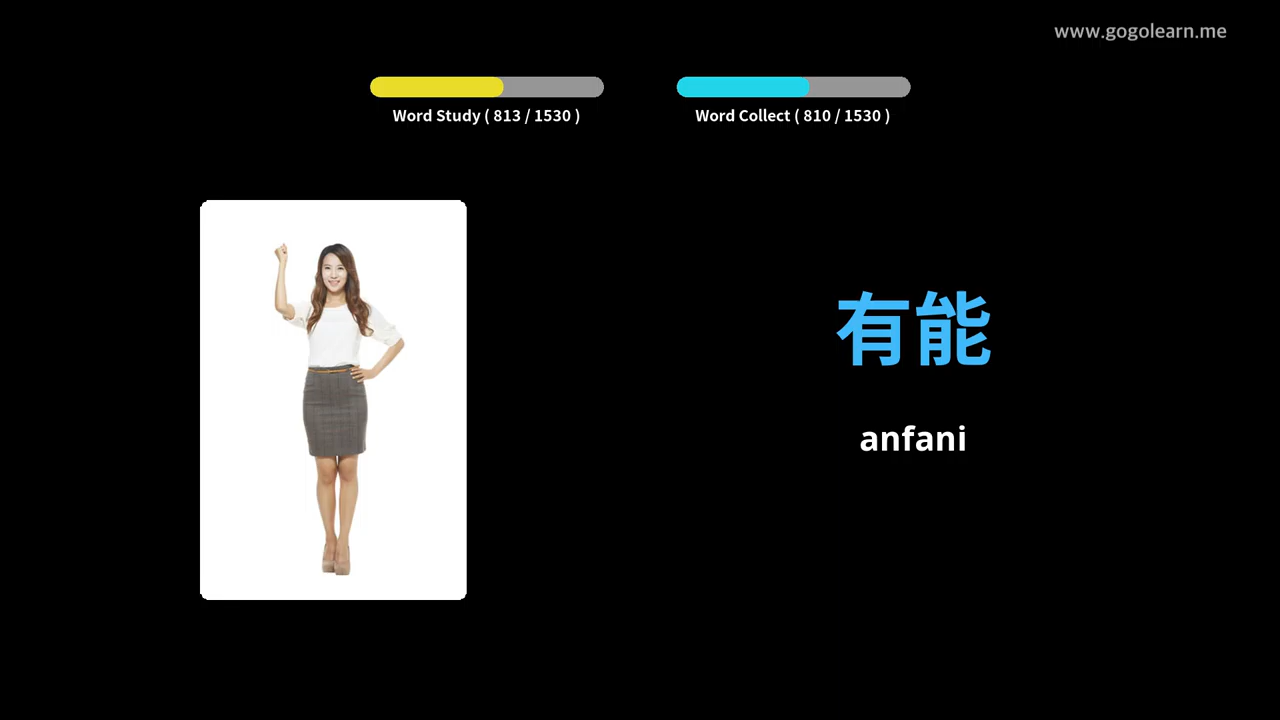 www.gogolearn.me
Word Study ( 813 / 1530 )
Word Collect ( 810 / 1530 )
有能
anfani